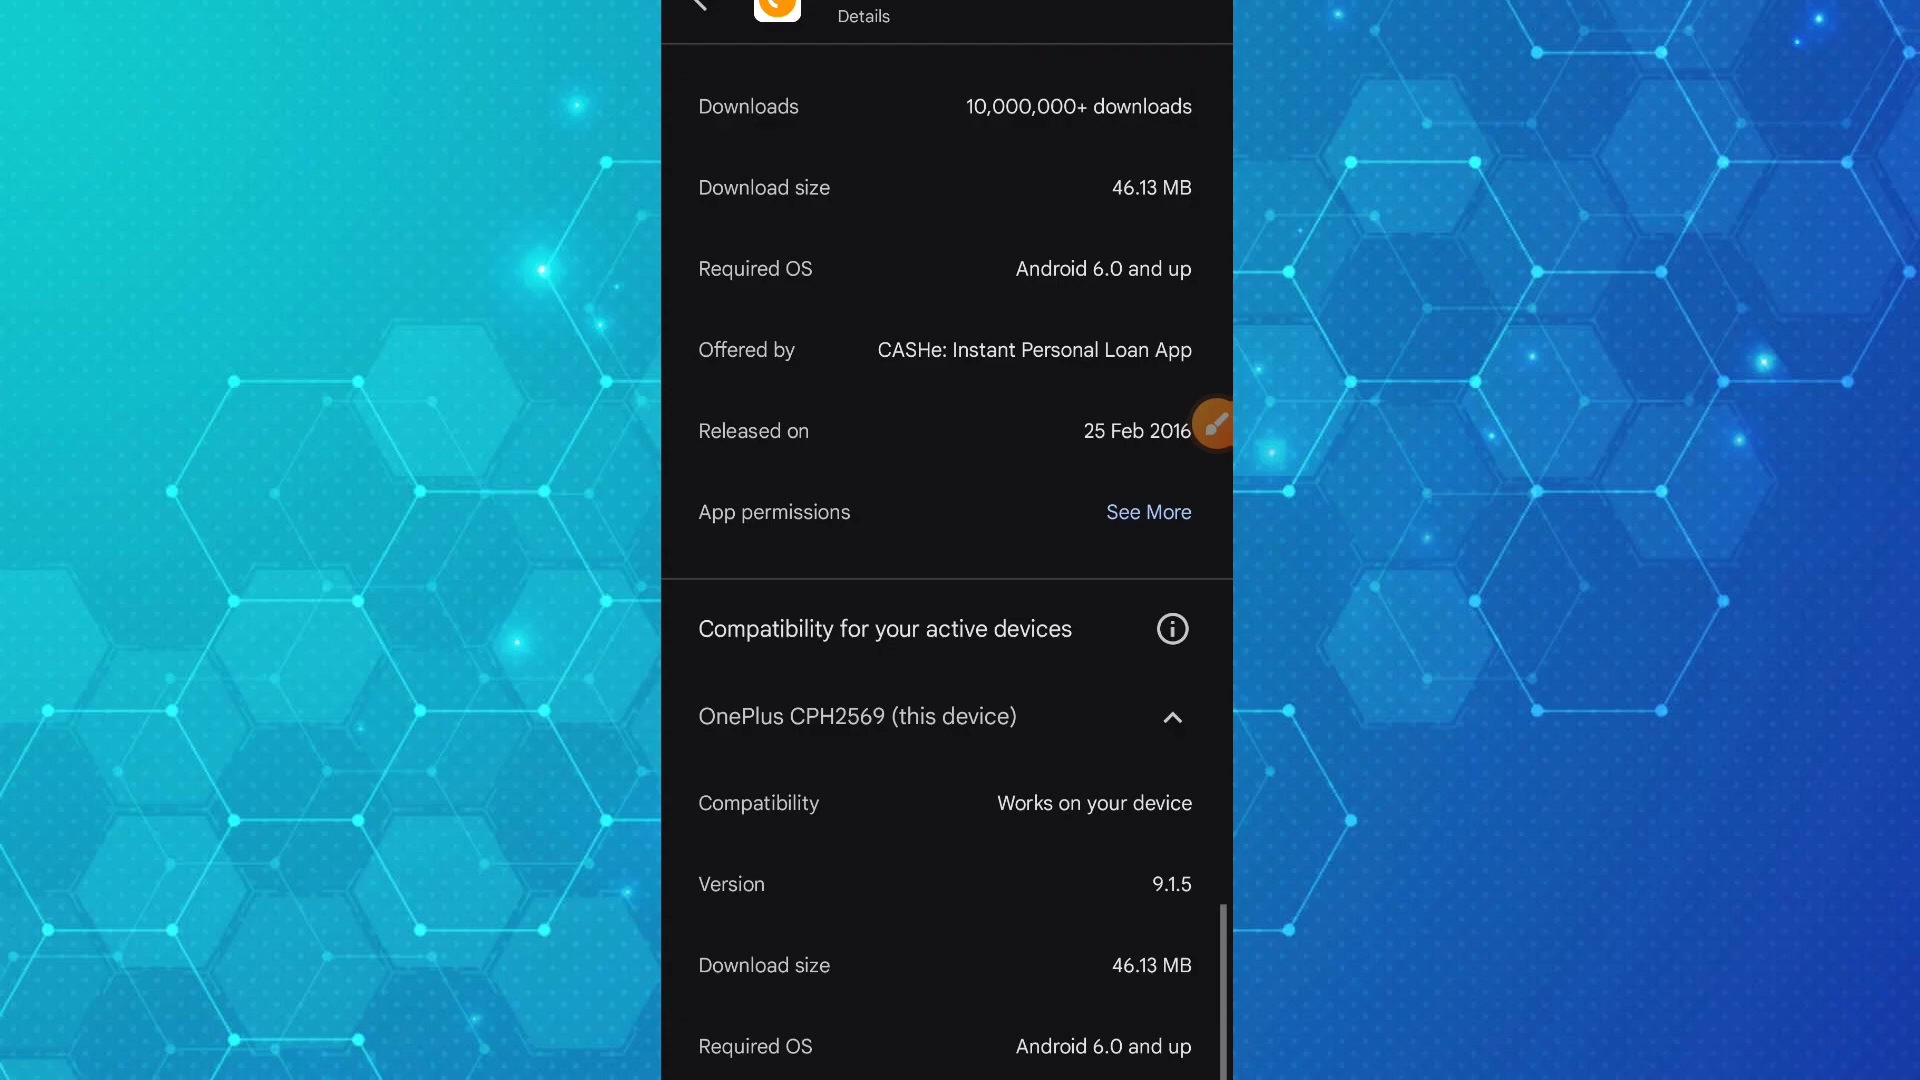 Details
Downloads 10,000,000+ downloads
Download size 46.13 MB
Required OS Android 6.0 and up
Offered by CASHe: Instant Personal Loan App
Released on 25 Feb 2016
App permissions See More
Compatibility for your active devices
OnePlus CPH2569 (this device)
Compatibility Works on your device
Version 9.1.5
Download size 46.13 MB
Required OS Android 6.0 and up